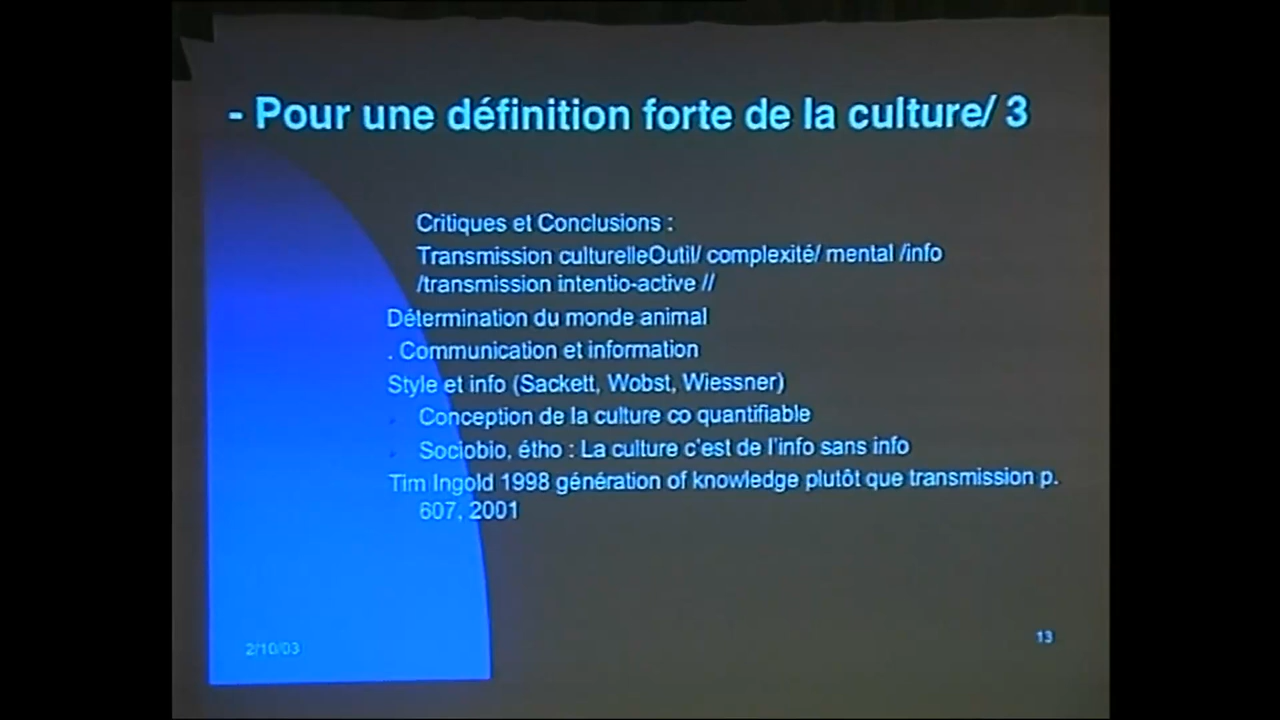 - Pour une définition forte de la culture/ 3
Critiques et Conclusions :
Transmission culturelleOutil/ complexité/ mental /info
/transmission intentio-active //
Détermination du monde animal
. Communication et information
Style et info (Sackett, Wobst, Wiessner)
Conception de la culture co quantifiable
Sociobio, étho : La culture c'est de l'info sans info
Tim Ingold 1998 génération of knowledge plutôt que transmission p.
607, 2001
2/10/03
13